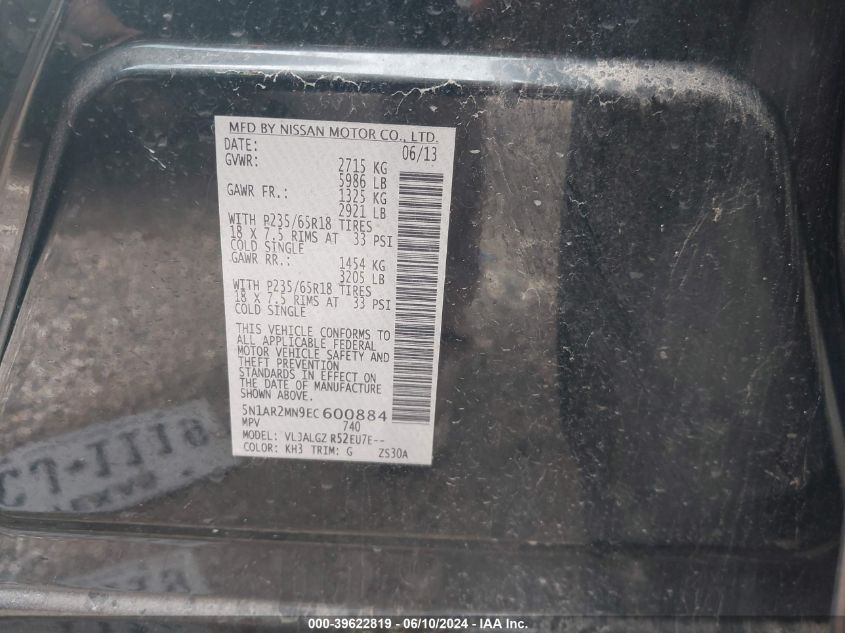 MFD BY NISSAN MOTOR CO., LTD.
DATE: 06/13
GVWR: 2715 KG
5986 LB
GAWR FR.: 1325 KG
2921 LB
WITH P235/65R18 TIRES
18 X 7.5 RIMS AT 33 PSI
COLD SINGLE
GAWR RR.: 1454 KG
3205 LB
WITH P235/65R18 TIRES
18 X 7.5 RIMS AT 33 PSI
COLD SINGLE
THIS VEHICLE CONFORMS TO
ALL APPLICABLE FEDERAL
MOTOR VEHICLE SAFETY AND
THEFT PREVENTION
STANDARDS IN EFFECT ON
THE DATE OF MANUFACTURE
5N1AR2MN9EC600884
MPV 740
MODEL: VLJALGZ R52EU7E--
COLOR: KH3 TRIM: G ZS30A
000-39622819 - 06/10/2024 - IAA Inc.